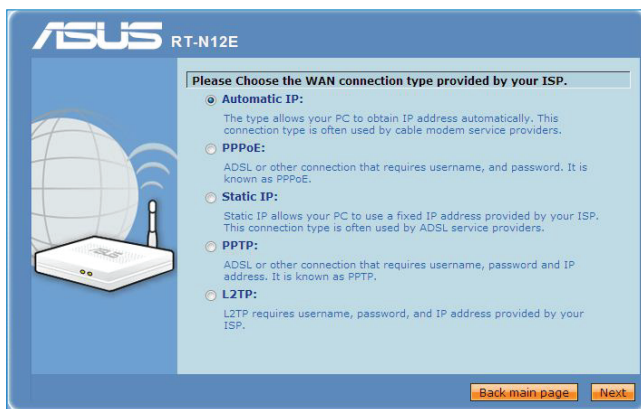 ASUS RT-N12E
Please Choose the WAN connection type provided by your ISP.
Automatic IP:
The type allows your PC to obtain IP address automatically. This
connection type is often used by cable modem service providers.
PPPoE:
ADSL or other connection that requires username, and password. It is
known as PPPoE.
Static IP:
Static IP allows your PC to use a fixed IP address provided by your ISP.
This connection type is often used by ADSL service providers.
PPTP:
ADSL or other connection that requires username, password and IP
address. It is known as PPTP.
L2TP:
L2TP requires username, password, and IP address provided by your
ISP.
ASUS
Back main page Next